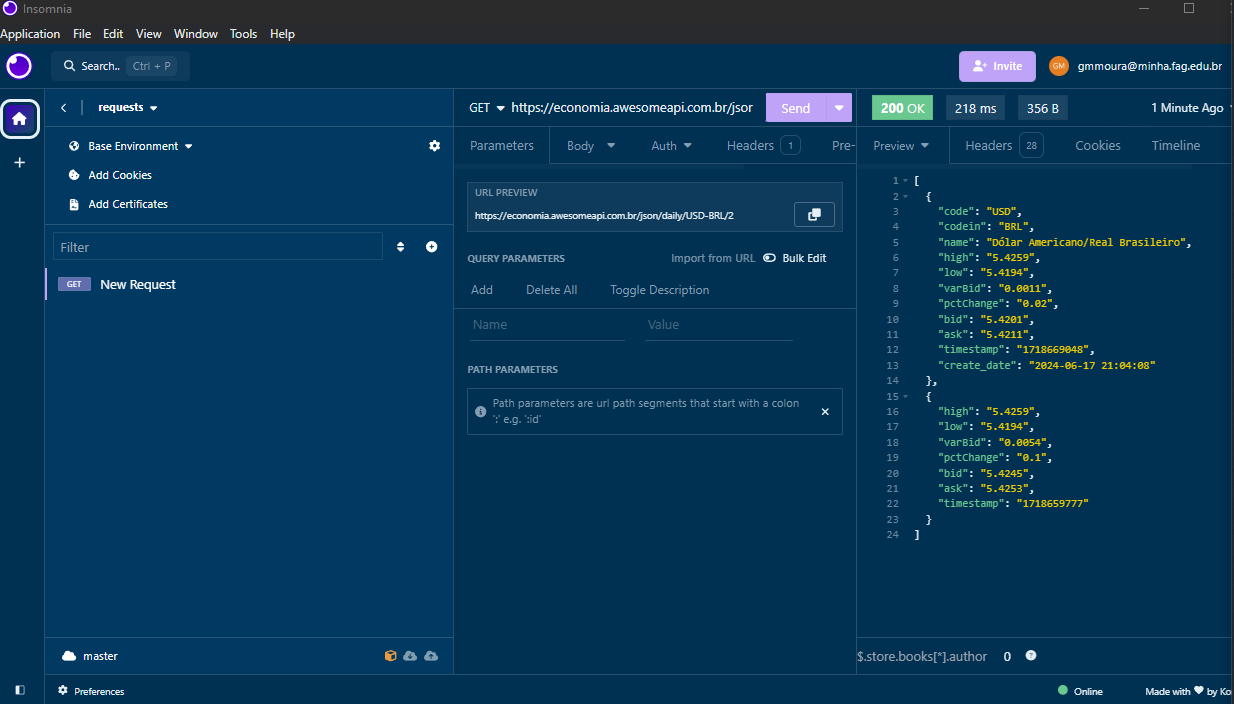 Insomnia
Application File Edit View Window Tools Help
Search.. Ctrl + P
Invite
GM gmmoura@minha.fag.edu.br
requests
Base Environment
Add Cookies
Add Certificates
Filter
GET New Request
master
Preferences
GET https://economia.awesomeapi.com.br/jsor Send
Parameters Body Auth Headers 1 Pre-
URL PREVIEW
https://economia.awesomeapi.com.br/json/daily/USD-BRL/2
QUERY PARAMETERS Import from URL Bulk Edit
Add Delete All Toggle Description
Name Value
PATH PARAMETERS
Path parameters are url path segments that start with a colon
':' e.g. ':id'
200 OK 218 ms 356 B 1 Minute Ago
Preview Headers 28 Cookies Timeline
1 [
2 {
3 "code": "USD",
4 "codein": "BRL",
5 "name": "Dólar Americano/Real Brasileiro",
6 "high": "5.4259",
7 "low": "5.4194",
8 "varBid": "0.0011",
9 "pctChange": "0.02",
10 "bid": "5.4201",
11 "ask": "5.4211",
12 "timestamp": "1718669048",
13 "create_date": "2024-06-17 21:04:08"
14 },
15 {
16 "high": "5.4259",
17 "low": "5.4194",
18 "varBid": "0.0054",
19 "pctChange": "0.1",
20 "bid": "5.4245",
21 "ask": "5.4253",
22 "timestamp": "1718659777"
23 }
24 ]
$.store.books[*].author 0
Online Made with ♥ by Ko